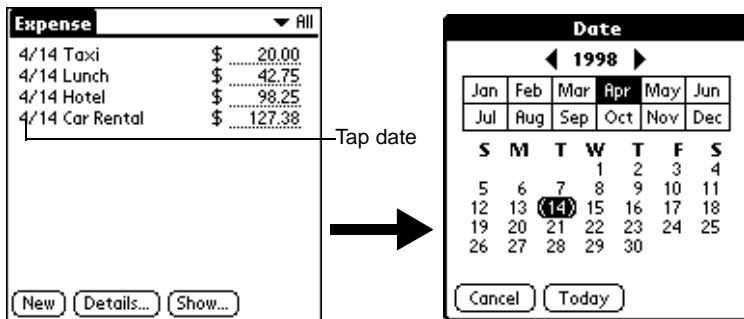 Expense All
4/14 Taxi $ 20.00
4/14 Lunch $ 42.75
4/14 Hotel $ 98.25
4/14 Car Rental $ 127.38
New Details... Show...
Tap date
Date
1998
Jan Feb Mar Apr May Jun
Jul Aug Sep Oct Nov Dec
S M T W T F S
1 2 3 4
5 6 7 8 9 10 11
12 13 14 15 16 17 18
19 20 21 22 23 24 25
26 27 28 29 30
Cancel Today